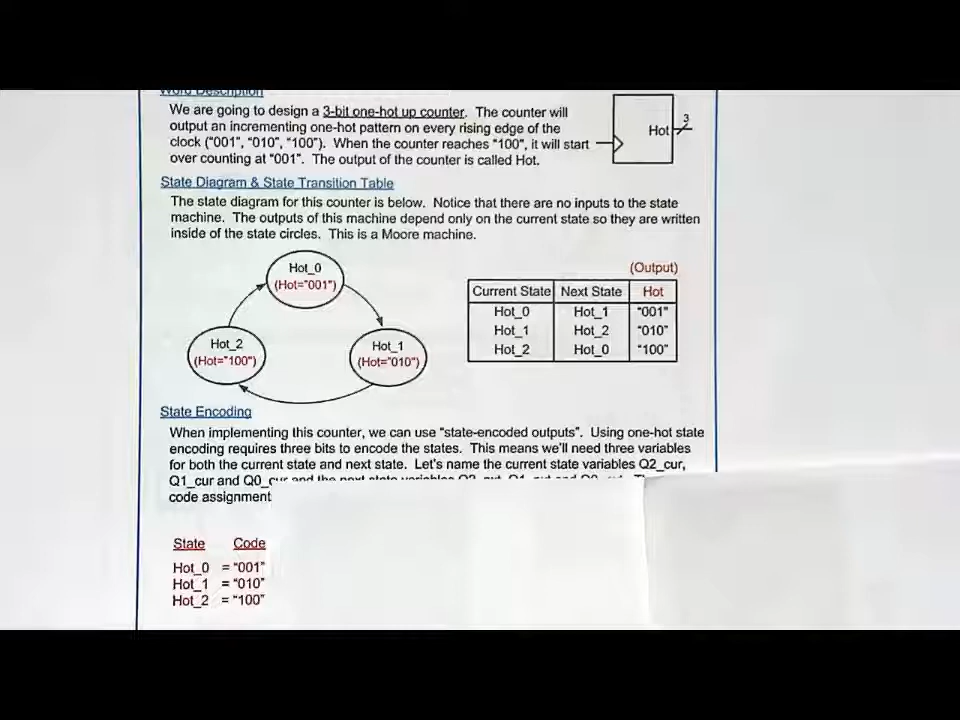 Word Description
We are going to design a 3-bit one-hot up counter. The counter will
output an incrementing one-hot pattern on every rising edge of the
clock ("001", "010", "100"). When the counter reaches "100", it will start
over counting at "001". The output of the counter is called Hot.
Hot
3
State Diagram & State Transition Table
The state diagram for this counter is below. Notice that there are no inputs to the state
machine. The outputs of this machine depend only on the current state so they are written
inside of the state circles. This is a Moore machine.
Hot_0
(Hot="001")
Hot_2
(Hot="100")
Hot_1
(Hot="010")
(Output)
Current State Next State Hot
Hot_0 Hot_1 "001"
Hot_1 Hot_2 "010"
Hot_2 Hot_0 "100"
State Encoding
When implementing this counter, we can use "state-encoded outputs". Using one-hot state
encoding requires three bits to encode the states. This means we'll need three variables
for both the current state and next state. Let's name the current state variables Q2_cur,
Q1_cur and Q0_cur and the next state variables
code assignment
State Code
Hot_0 = "001"
Hot_1 = "010"
Hot_2 = "100"